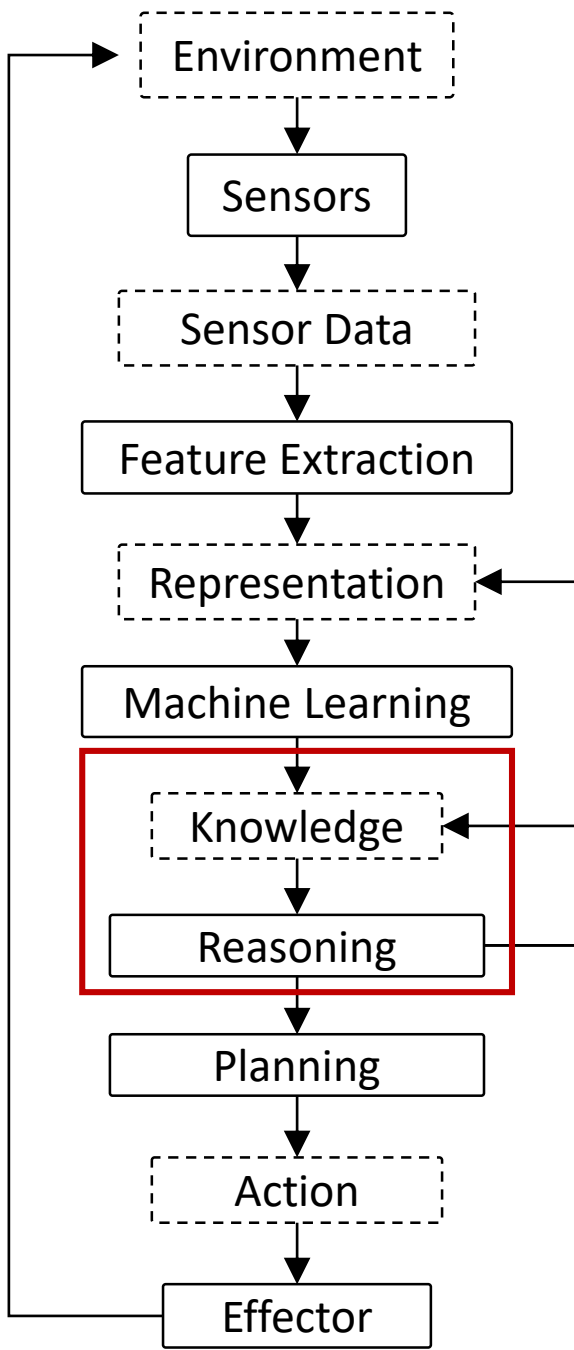 Environment
Sensors
Sensor Data
Feature Extraction
Representation
Machine Learning
Knowledge
Reasoning
Planning
Action
Effector